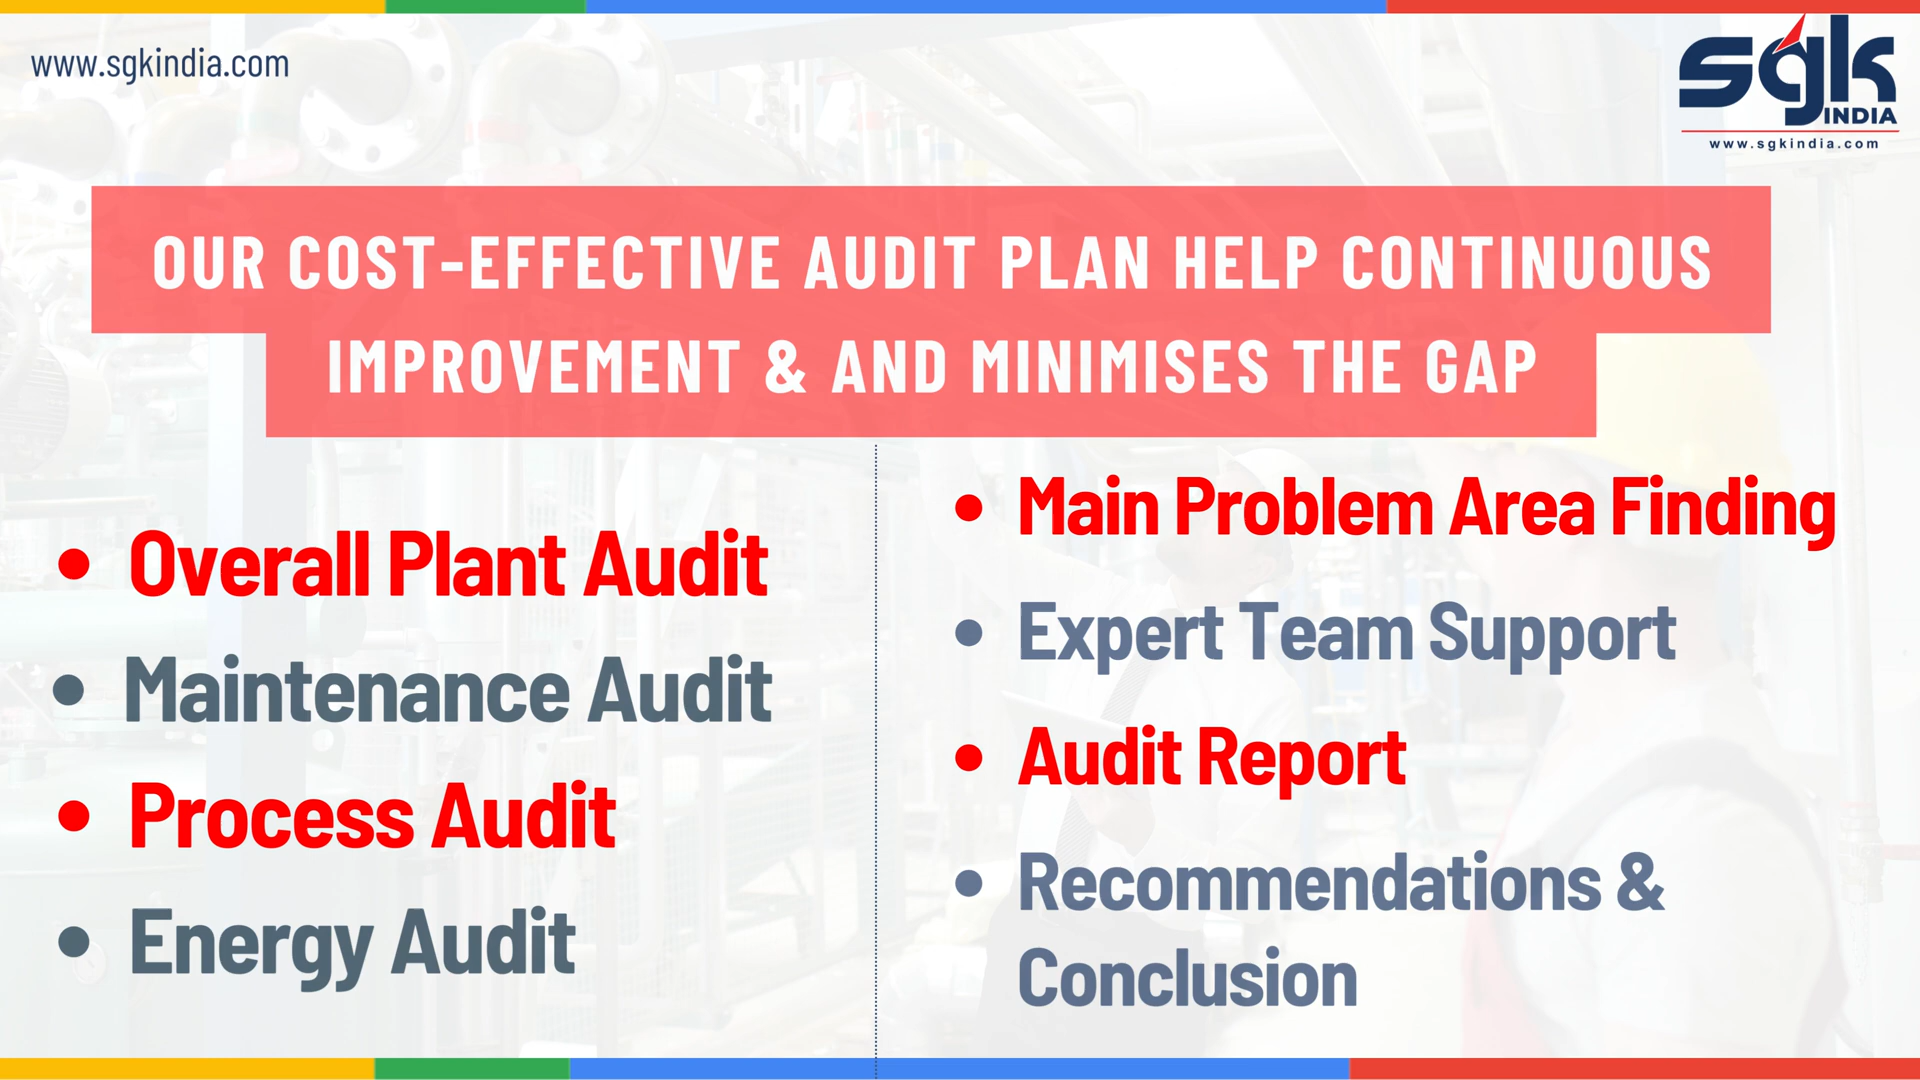 www.sgkindia.com
sgk
INDIA
www.sgkindia.com
OUR COST-EFFECTIVE AUDIT PLAN HELP CONTINUOUS
IMPROVEMENT & AND MINIMISES THE GAP
• Overall Plant Audit
• Maintenance Audit
• Process Audit
• Energy Audit
• Main Problem Area Finding
• Expert Team Support
• Audit Report
• Recommendations &
Conclusion